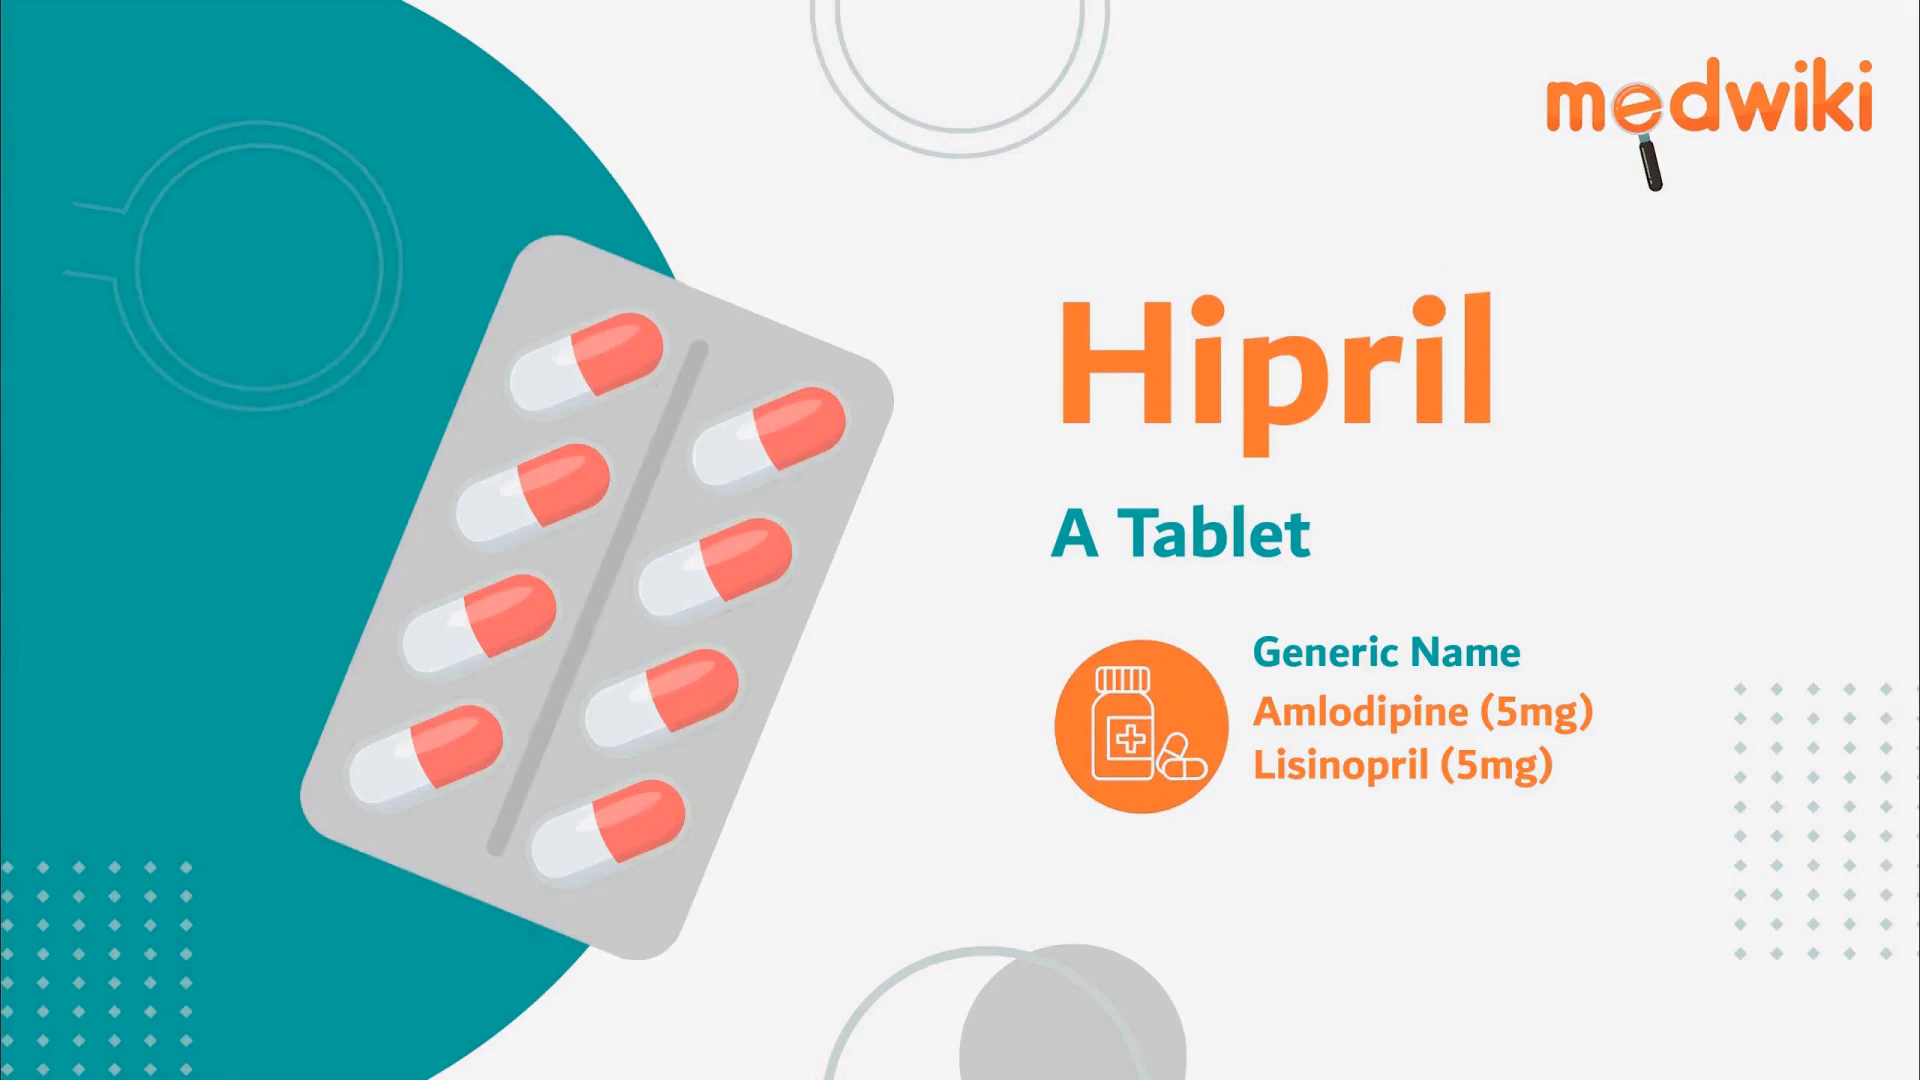 medwiki
Hipril
A Tablet
Generic Name
Amlodipine (5mg)
Lisinopril (5mg)